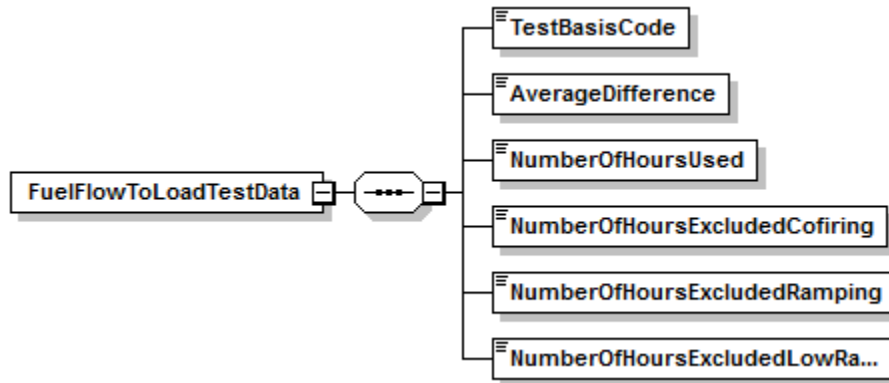 TestBasisCode
AverageDifference
NumberOfHoursUsed
FuelFlowToLoadTestData
NumberOfHoursExcludedCofiring
NumberOfHoursExcludedRamping
NumberOfHoursExcludedLowRa...